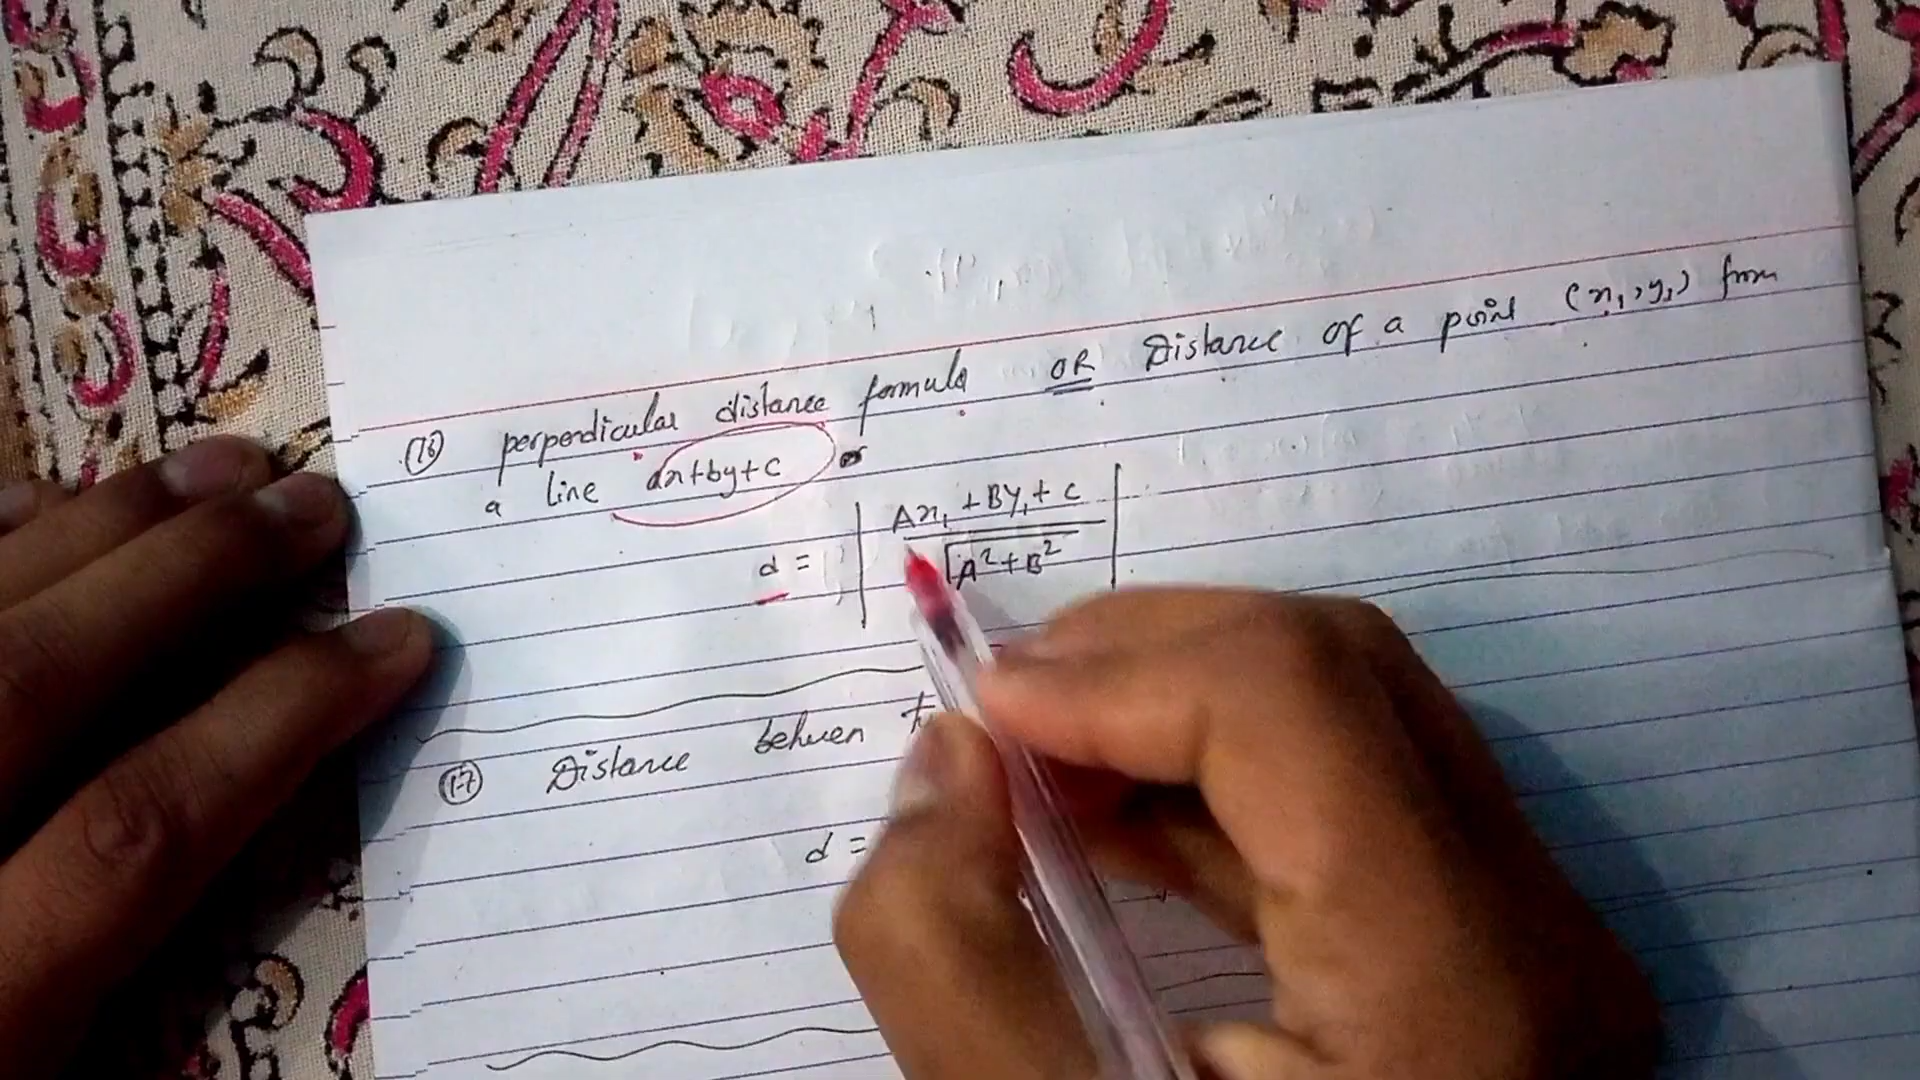 (16) perpendicular distance formula OR Distance of a point (x₁,y₁) from
a line ax+by+c
d = | Ax₁ + By₁ + c / √A² + B² |
(17) Distance between
d =